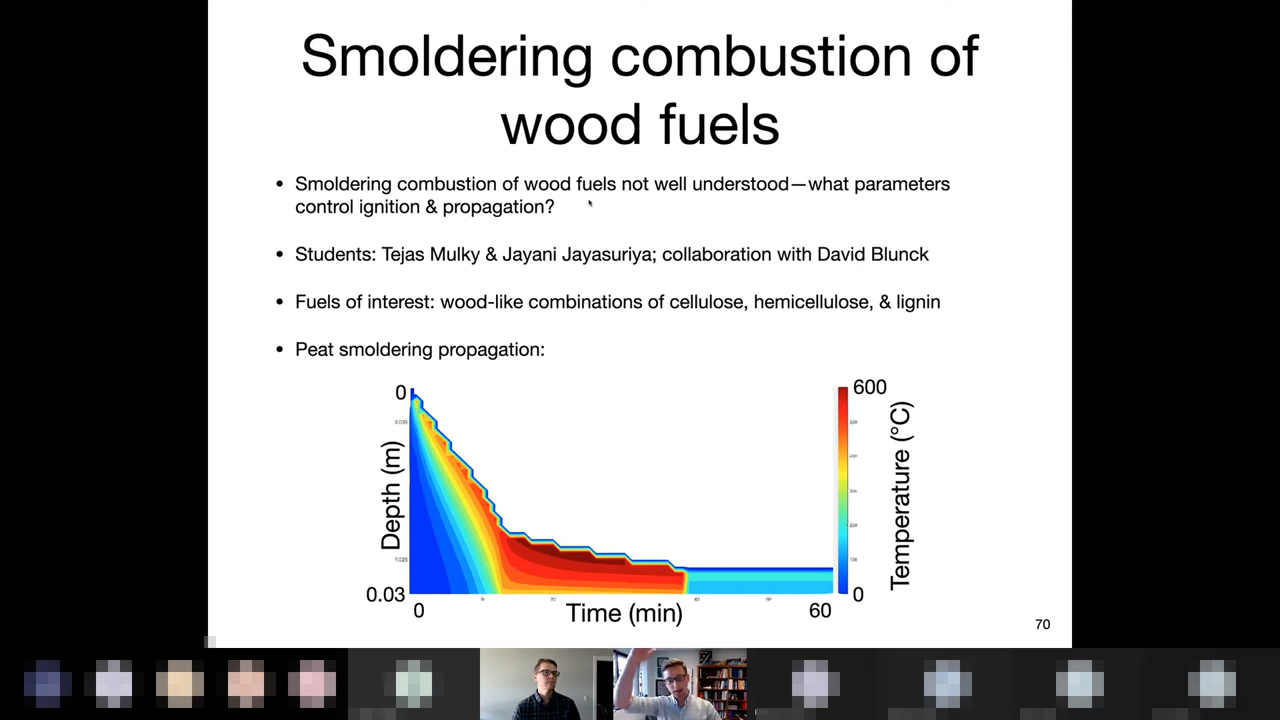 Smoldering combustion of
wood fuels
• Smoldering combustion of wood fuels not well understood—what parameters
control ignition & propagation?
• Students: Tejas Mulky & Jayani Jayasuriya; collaboration with David Blunck
• Fuels of interest: wood-like combinations of cellulose, hemicellulose, & lignin
• Peat smoldering propagation:
0
600
Depth (m)
Temperature (°C)
0.03
0
0
Time (min)
60
70